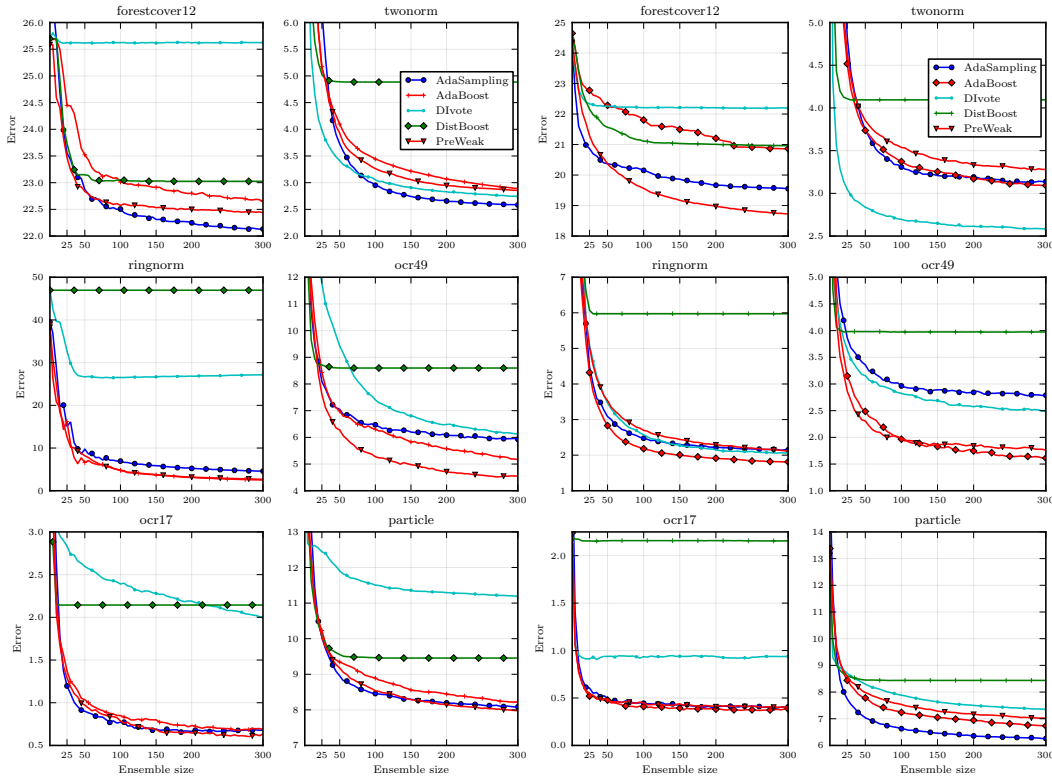 forestcover12
twonorm
forestcover12
twonorm
26.0
25.5
25.0
24.5
24.0
23.5
23.0
22.5
22.0
Error
25 50 100 150 200 300
6.0
5.5
5.0
4.5
4.0
3.5
3.0
2.5
2.0
25 50 100 150 200 300
AdaSampling
AdaBoost
DIvote
DistBoost
PreWeak
26
25
24
23
22
21
20
19
18
Error
25 50 100 150 200 300
5.0
4.5
4.0
3.5
3.0
2.5
25 50 100 150 200 300
AdaSampling
AdaBoost
DIvote
DistBoost
PreWeak
ringnorm
ocr49
ringnorm
ocr49
50
40
30
20
10
0
Error
25 50 100 150 200 300
12
11
10
9
8
7
6
5
4
25 50 100 150 200 300
7
6
5
4
3
2
1
Error
25 50 100 150 200 300
5.0
4.5
4.0
3.5
3.0
2.5
2.0
1.5
1.0
25 50 100 150 200 300
ocr17
particle
ocr17
particle
3.0
2.5
2.0
1.5
1.0
0.5
Error
25 50 100 150 200 300
Ensemble size
13
12
11
10
9
8
7
25 50 100 150 200 300
Ensemble size
2.0
1.5
1.0
0.5
0.0
Error
25 50 100 150 200 300
Ensemble size
14
13
12
11
10
9
8
7
6
25 50 100 150 200 300
Ensemble size